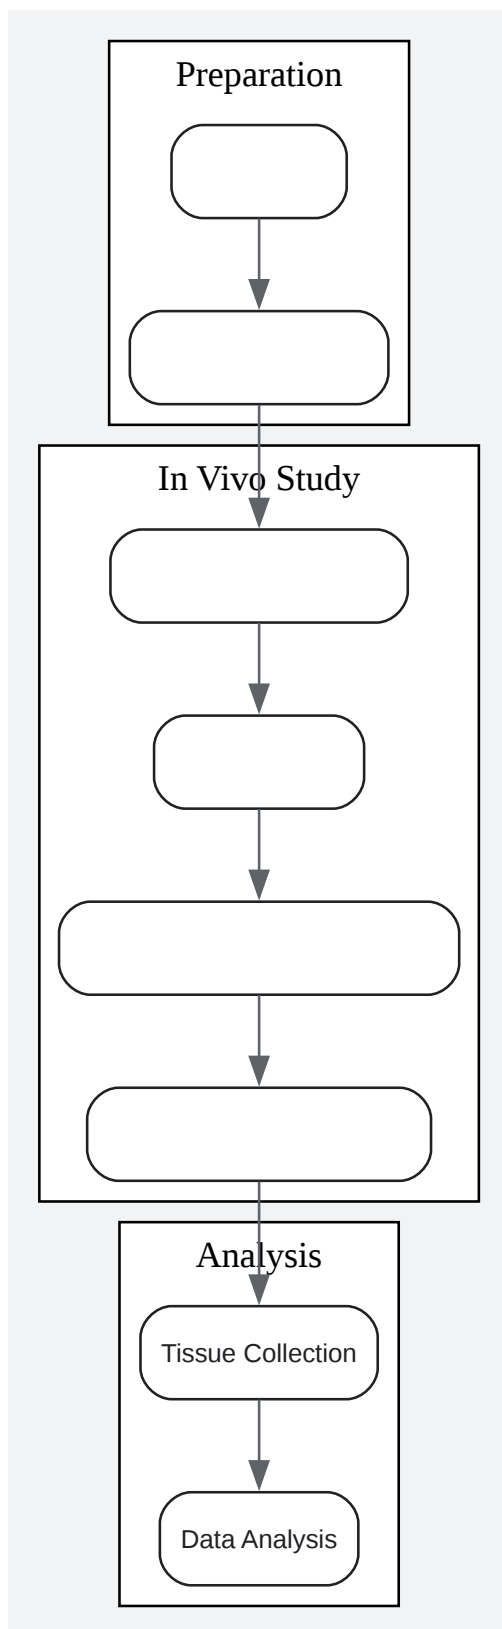 Preparation
In Vivo Study
Analysis
Tissue Collection
Data Analysis